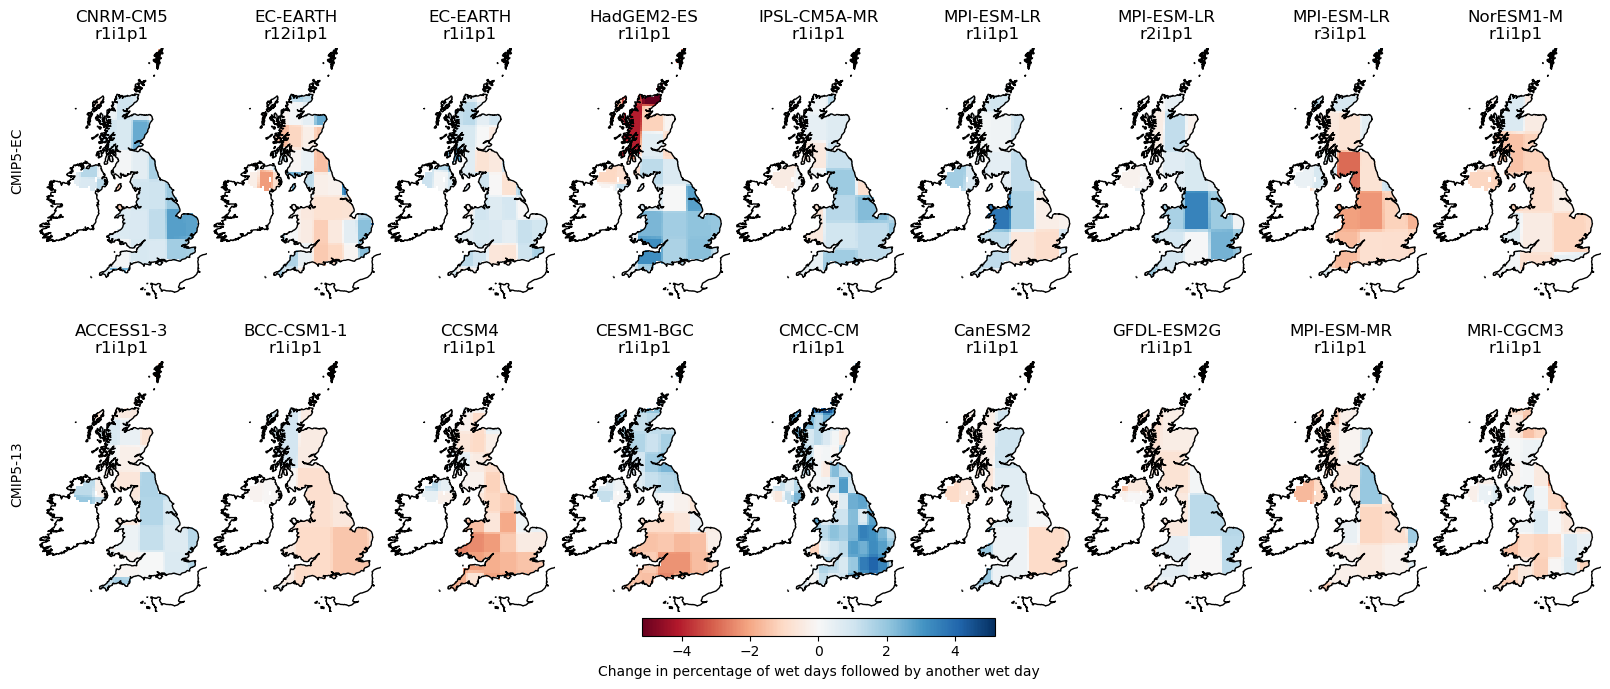 CNRM-CM5
r1i1p1
EC-EARTH
r12i1p1
EC-EARTH
r1i1p1
HadGEM2-ES
r1i1p1
IPSL-CM5A-MR
r1i1p1
MPI-ESM-LR
r1i1p1
MPI-ESM-LR
r2i1p1
MPI-ESM-LR
r3i1p1
NorESM1-M
r1i1p1
CMIP5-EC
ACCESS1-3
r1i1p1
BCC-CSM1-1
r1i1p1
CCSM4
r1i1p1
CESM1-BGC
r1i1p1
CMCC-CM
r1i1p1
CanESM2
r1i1p1
GFDL-ESM2G
r1i1p1
MPI-ESM-MR
r1i1p1
MRI-CGCM3
r1i1p1
CMIP5-13
−4 −2 0 2 4
Change in percentage of wet days followed by another wet day